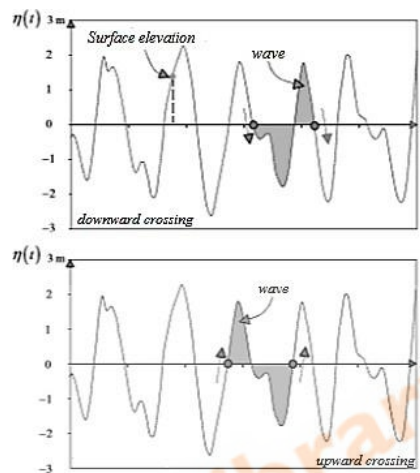 η(t) 3 m
Surface elevation
wave
2
1
0
−1
−2
−3
downward crossing
η(t) 3 m
wave
2
1
0
−1
−2
−3
upward crossing